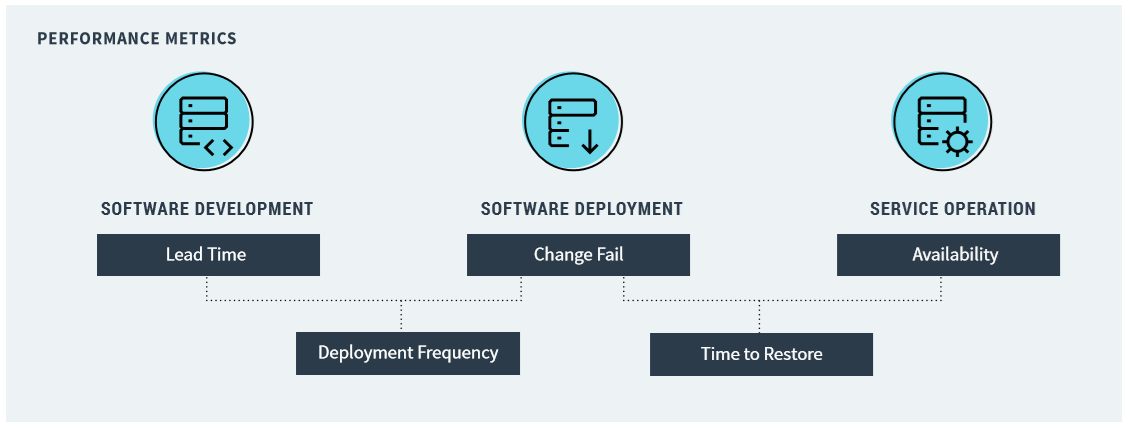 PERFORMANCE METRICS
SOFTWARE DEVELOPMENT
SOFTWARE DEPLOYMENT
SERVICE OPERATION
Lead Time
Change Fail
Availability
Deployment Frequency
Time to Restore